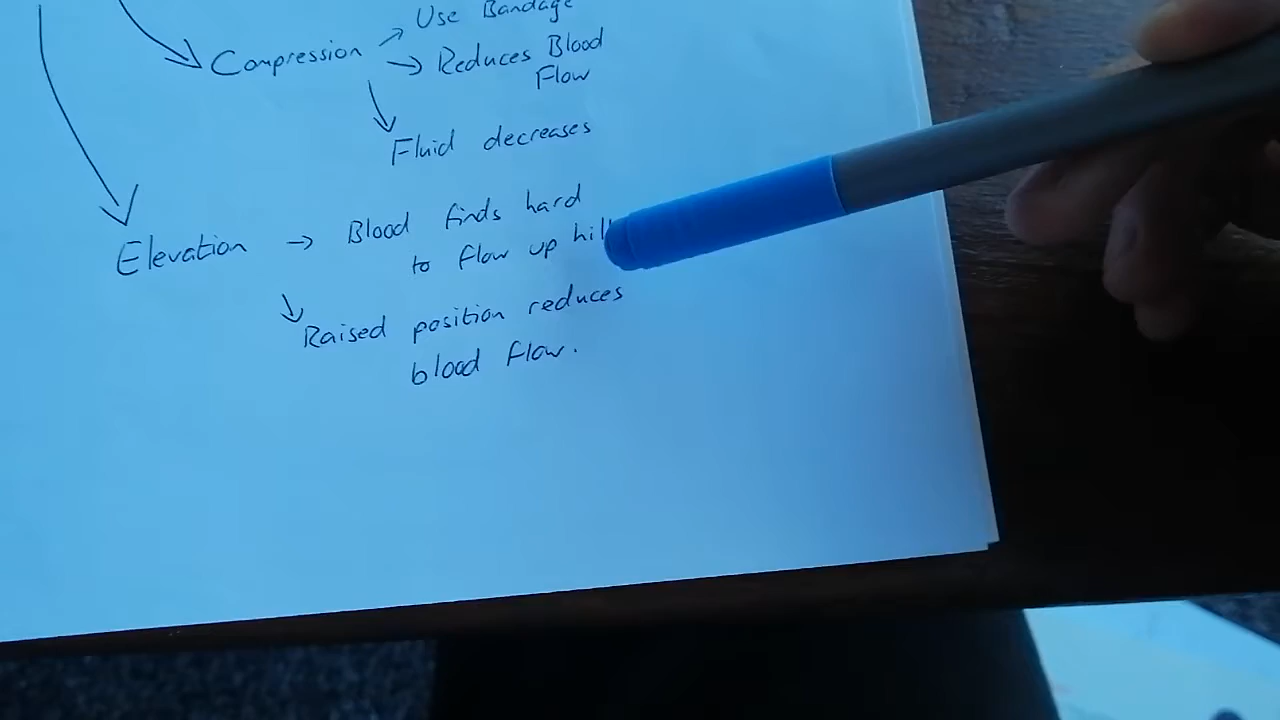 Use Bandage
Compression
Reduces Blood
Flow
Fluid decreases
Elevation
Blood finds hard
to flow up hill
Raised position reduces
blood flow.